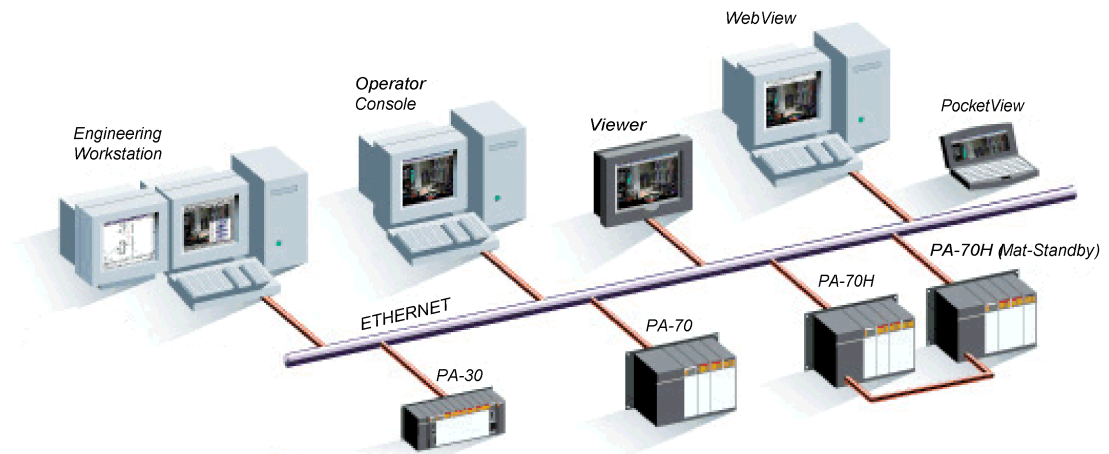 WebView
Operator
Console
Engineering
Workstation
Viewer
PocketView
ETHERNET
PA-70H (Mat-Standby)
PA-70H
PA-70
PA-30